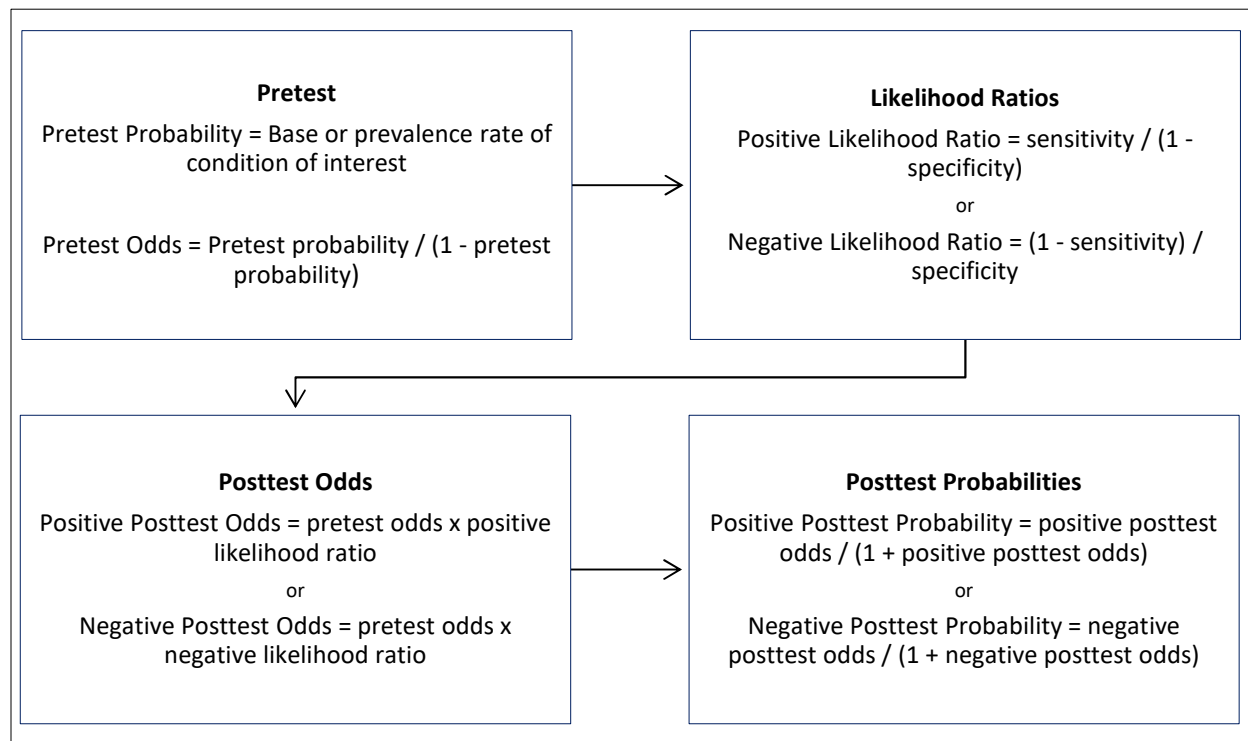 Pretest
Pretest Probability = Base or prevalence rate of
condition of interest
Pretest Odds = Pretest probability / (1 - pretest
probability)
Likelihood Ratios
Positive Likelihood Ratio = sensitivity / (1 -
specificity)
or
Negative Likelihood Ratio = (1 - sensitivity) /
specificity
Posttest Odds
Positive Posttest Odds = pretest odds x positive
likelihood ratio
or
Negative Posttest Odds = pretest odds x
negative likelihood ratio
Posttest Probabilities
Positive Posttest Probability = positive posttest
odds / (1 + positive posttest odds)
or
Negative Posttest Probability = negative
posttest odds / (1 + negative posttest odds)